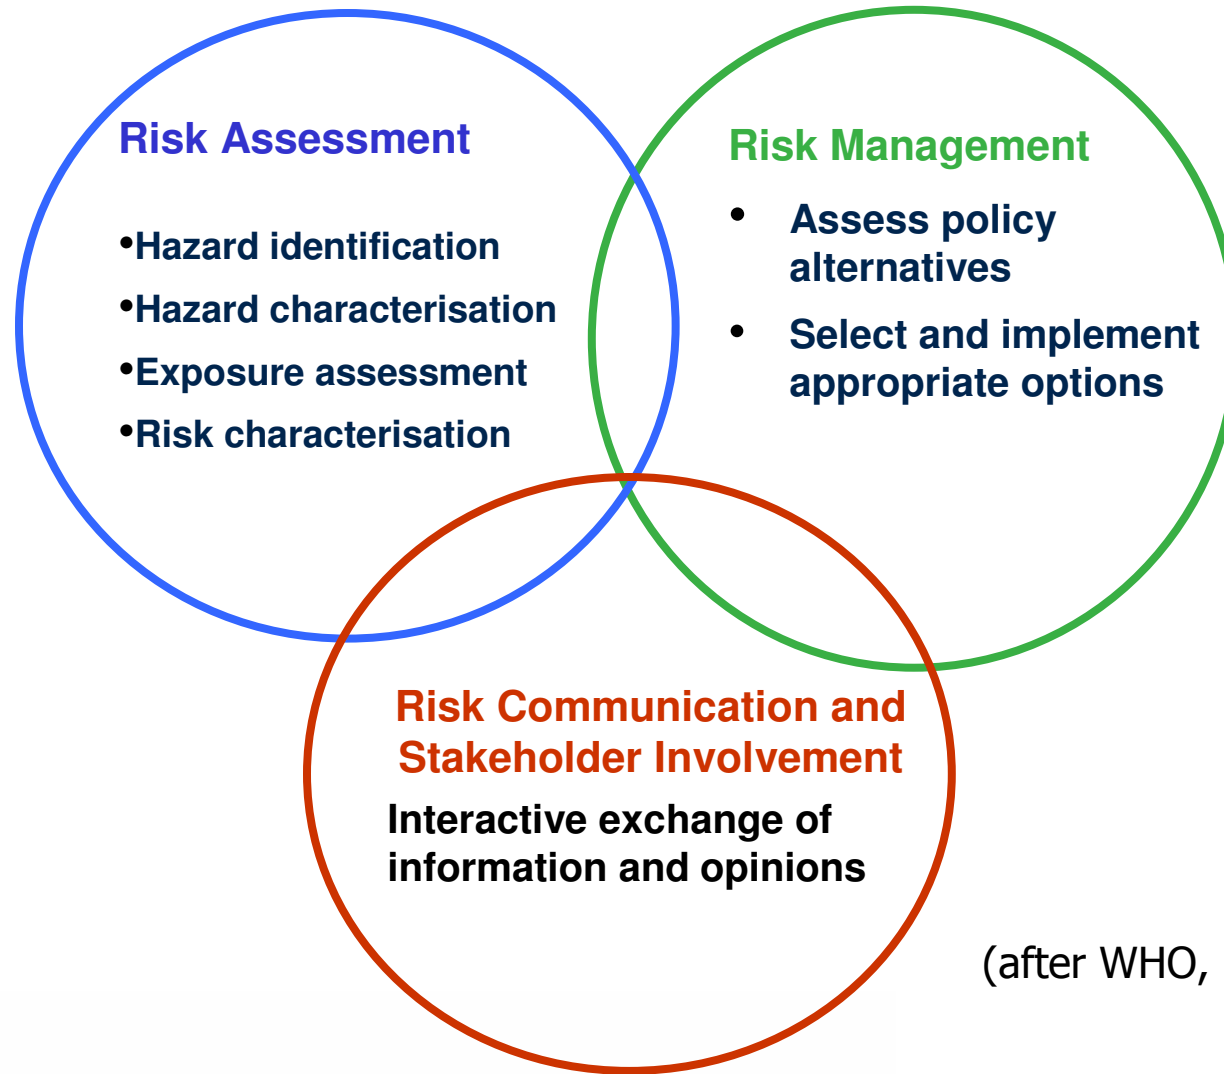 Risk Assessment
•Hazard identification
•Hazard characterisation
•Exposure assessment
•Risk characterisation
Risk Management
• Assess policy
alternatives
• Select and implement
appropriate options
Risk Communication and
Stakeholder Involvement
Interactive exchange of
information and opinions
(after WHO,